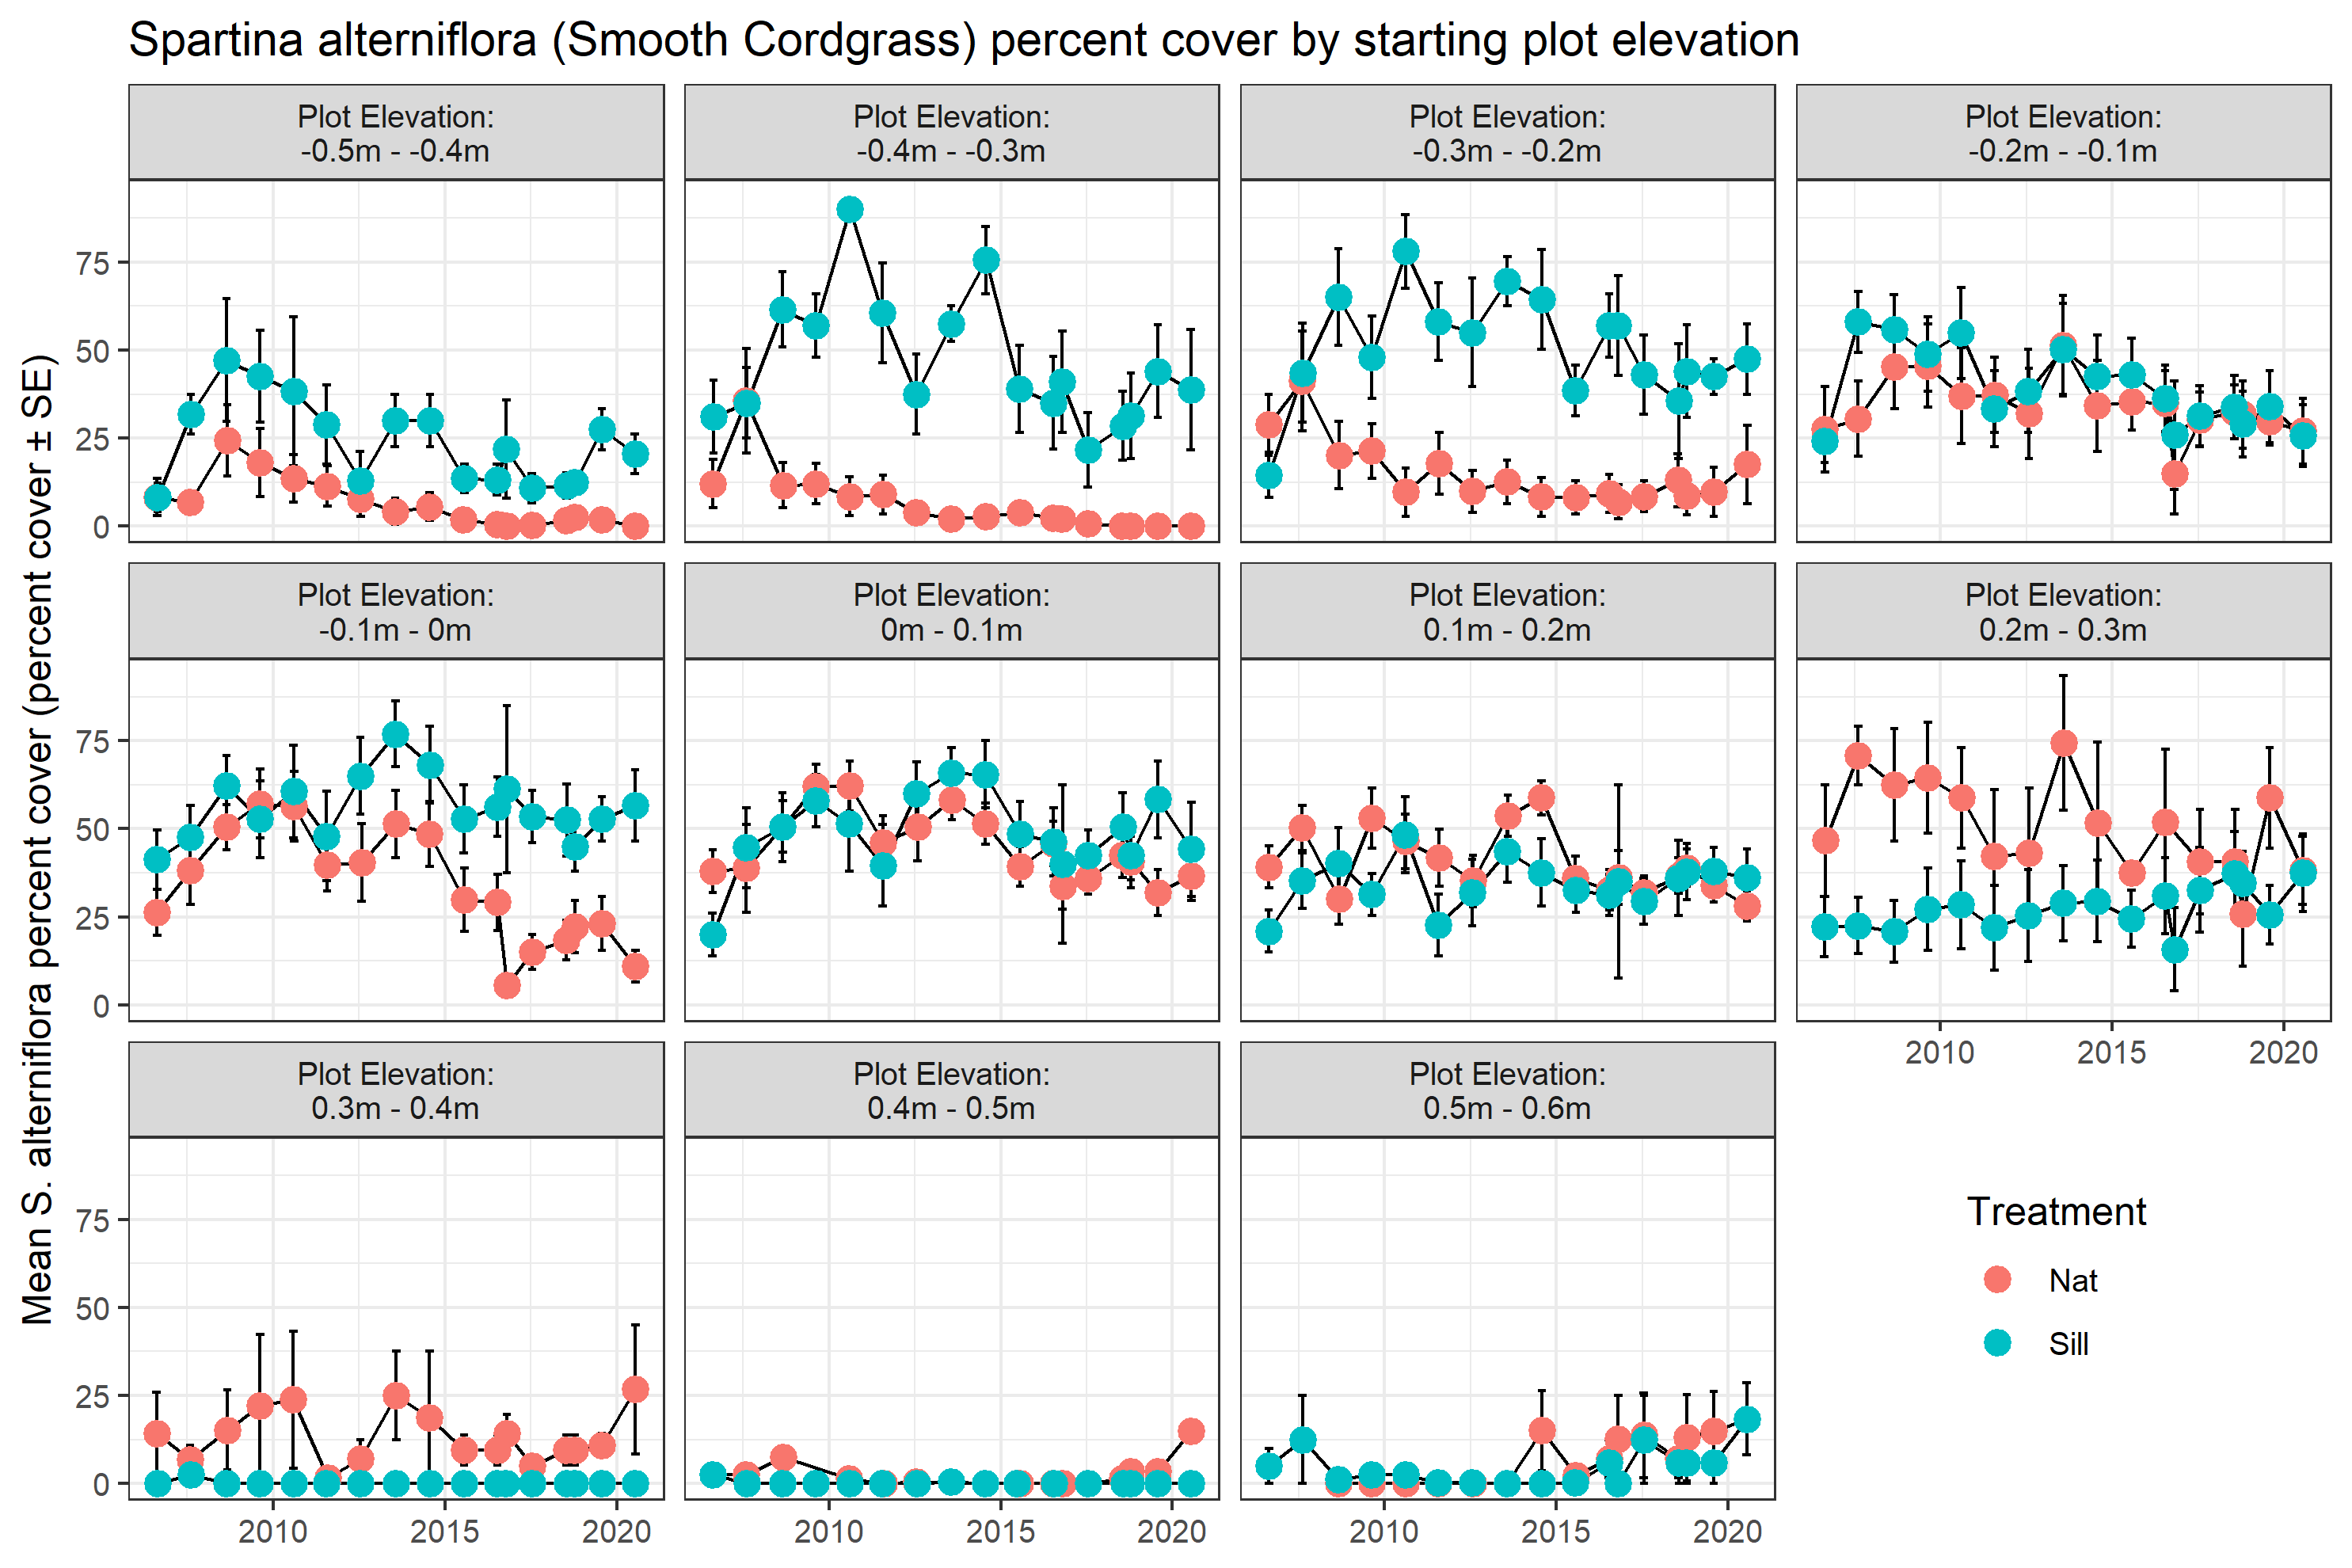 Spartina alterniflora (Smooth Cordgrass) percent cover by starting plot elevation
Mean S. alterniflora percent cover (percent cover ± SE)
Plot Elevation:
-0.5m - -0.4m
Plot Elevation:
-0.4m - -0.3m
Plot Elevation:
-0.3m - -0.2m
Plot Elevation:
-0.2m - -0.1m
75
50
25
0
Plot Elevation:
-0.1m - 0m
Plot Elevation:
0m - 0.1m
Plot Elevation:
0.1m - 0.2m
Plot Elevation:
0.2m - 0.3m
75
50
25
0
2010
2015
2020
Plot Elevation:
0.3m - 0.4m
Plot Elevation:
0.4m - 0.5m
Plot Elevation:
0.5m - 0.6m
75
50
25
0
2010
2015
2020
2010
2015
2020
2010
2015
2020
Treatment
Nat
Sill